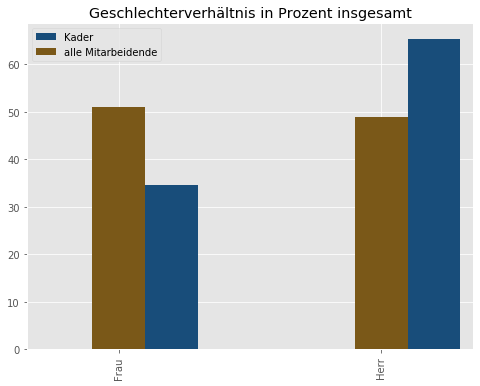 Geschlechterverhältnis in Prozent insgesamt
Kader
alle Mitarbeidende
60
50
40
30
20
10
0
Frau
Herr